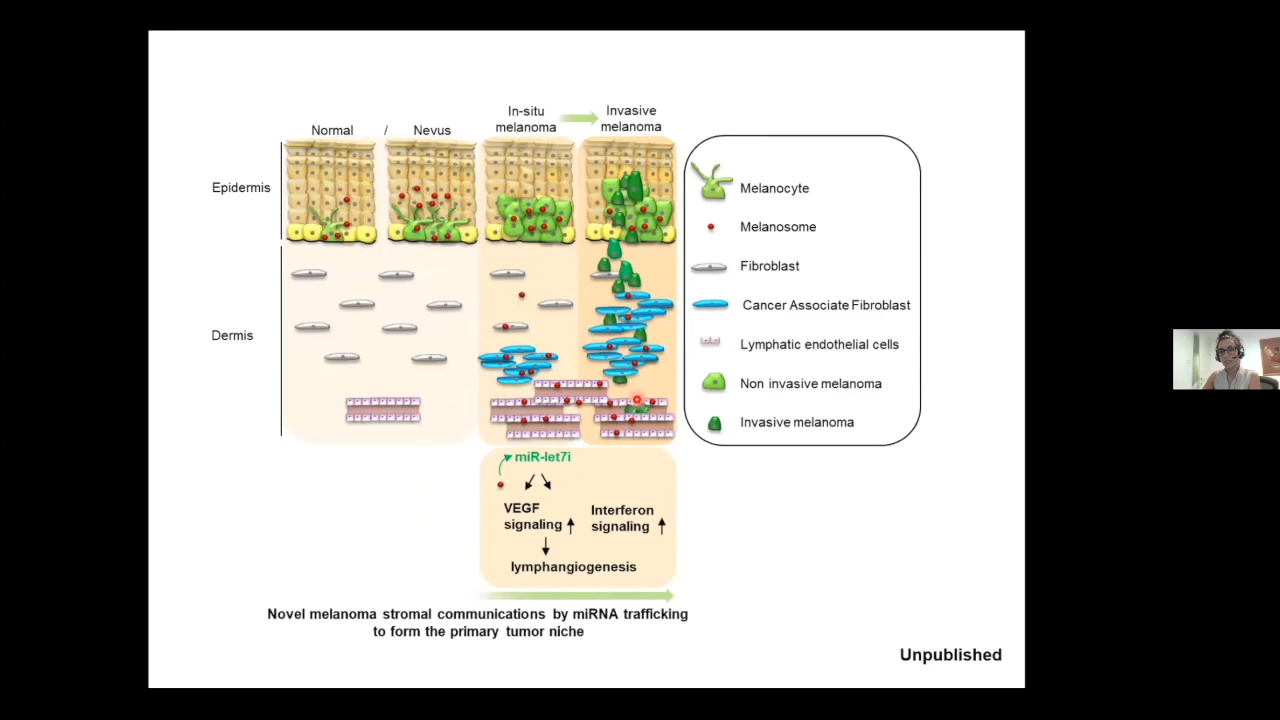 In-situ
melanoma
Invasive
melanoma
Normal / Nevus
Epidermis
Dermis
Melanocyte
Melanosome
Fibroblast
Cancer Associate Fibroblast
Lymphatic endothelial cells
Non invasive melanoma
Invasive melanoma
miR-let7i
VEGF
signaling
Interferon
signaling
lymphangiogenesis
Novel melanoma stromal communications by miRNA trafficking
to form the primary tumor niche
Unpublished